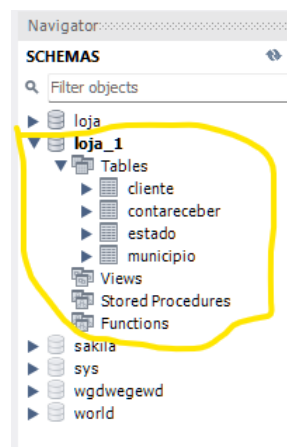 Navigator
SCHEMAS
Filter objects
loja
loja_1
Tables
cliente
contareceber
estado
municipio
Views
Stored Procedures
Functions
sakila
sys
wgdwegewd
world